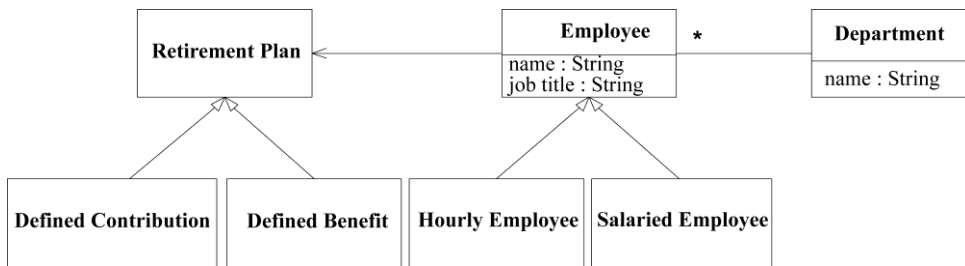 Retirement Plan
Employee
name : String
job title : String
*
Department
name : String
Defined Contribution
Defined Benefit
Hourly Employee
Salaried Employee